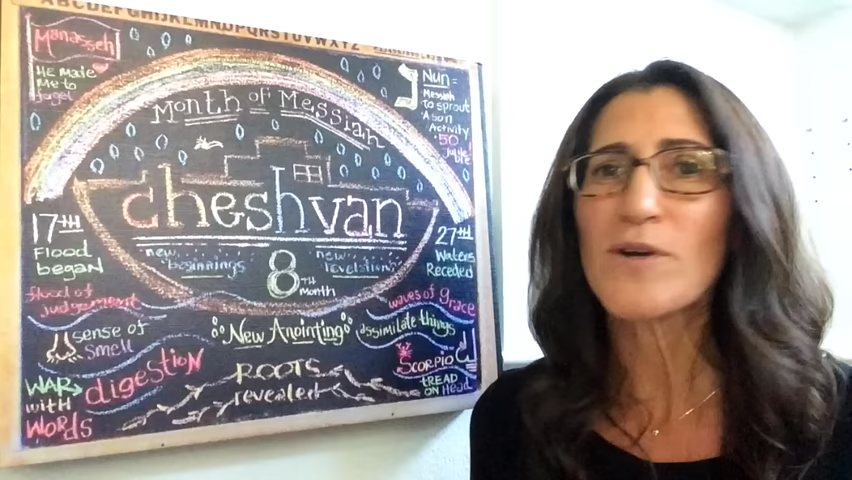 ABCDEFGHIJKLMNOPQRSTUVWXYZ
Manasseh
He made
me to
forget
Month of Messiah
נ Nun =
Messiah
to sprout
"A son
Activity
50
Jubilee
cheshvan
17TH
Flood
began
new
beginnings
8TH
month
new
revelations
27TH
Waters
Receded
flood of
judgement
waves of grace
sense of
smell
New Anointing
assimilate things
Scorpio
TREAD
ON Head
WAR
with
Words
digestion
ROOTS
revealed